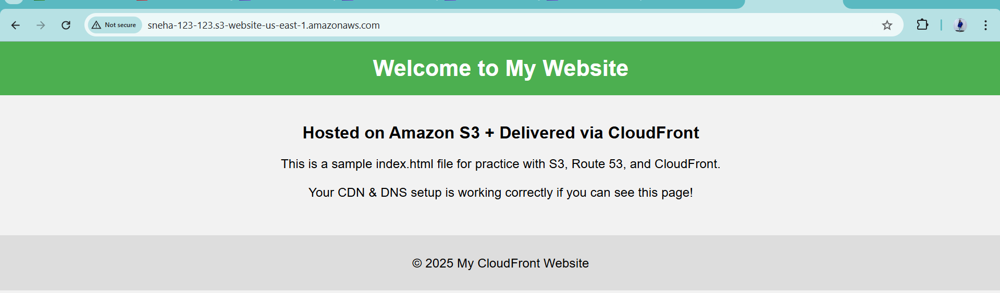 Not secure
sneha-123-123.s3-website-us-east-1.amazonaws.com
Welcome to My Website
Hosted on Amazon S3 + Delivered via CloudFront
This is a sample index.html file for practice with S3, Route 53, and CloudFront.
Your CDN & DNS setup is working correctly if you can see this page!
© 2025 My CloudFront Website